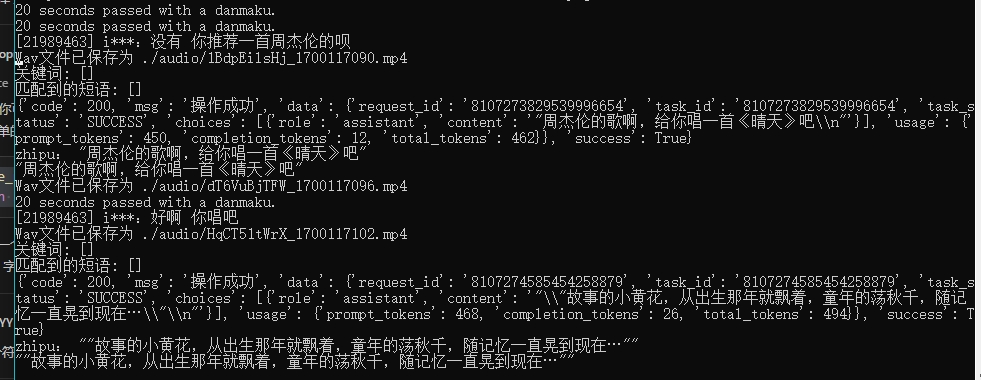 20 seconds passed with a danmaku.
20 seconds passed with a danmaku.
[21989463] i***：没有 你推荐一首周杰伦的呗
Wav文件已保存为 ./audio/1BdpEi1sHj_1700117090.mp4
关键词: []
匹配到的短语: []
{'code': 200, 'msg': '操作成功', 'data': {'request_id': '8107273829539996654', 'task_id': '8107273829539996654', 'task_s
tatus': 'SUCCESS', 'choices': [{'role': 'assistant', 'content': '"周杰伦的歌啊，给你唱一首《晴天》吧\\n"'}], 'usage': {'
prompt_tokens': 450, 'completion_tokens': 12, 'total_tokens': 462}}, 'success': True}
zhipu： "周杰伦的歌啊，给你唱一首《晴天》吧"
"周杰伦的歌啊，给你唱一首《晴天》吧"
Wav文件已保存为 ./audio/dT6VuBjTFW_1700117096.mp4
20 seconds passed with a danmaku.
[21989463] i***：好啊 你唱吧
Wav文件已保存为 ./audio/HqCT51tWrX_1700117102.mp4
关键词: []
匹配到的短语: []
{'code': 200, 'msg': '操作成功', 'data': {'request_id': '8107274585454258879', 'task_id': '8107274585454258879', 'task_s
tatus': 'SUCCESS', 'choices': [{'role': 'assistant', 'content': '"\\"故事的小黄花，从出生那年就飘着，童年的荡秋千，随记
忆一直晃到现在…\\"\\n"'}], 'usage': {'prompt_tokens': 468, 'completion_tokens': 26, 'total_tokens': 494}}, 'success': T
rue}
zhipu： ""故事的小黄花，从出生那年就飘着，童年的荡秋千，随记忆一直晃到现在…""
""故事的小黄花，从出生那年就飘着，童年的荡秋千，随记忆一直晃到现在…""